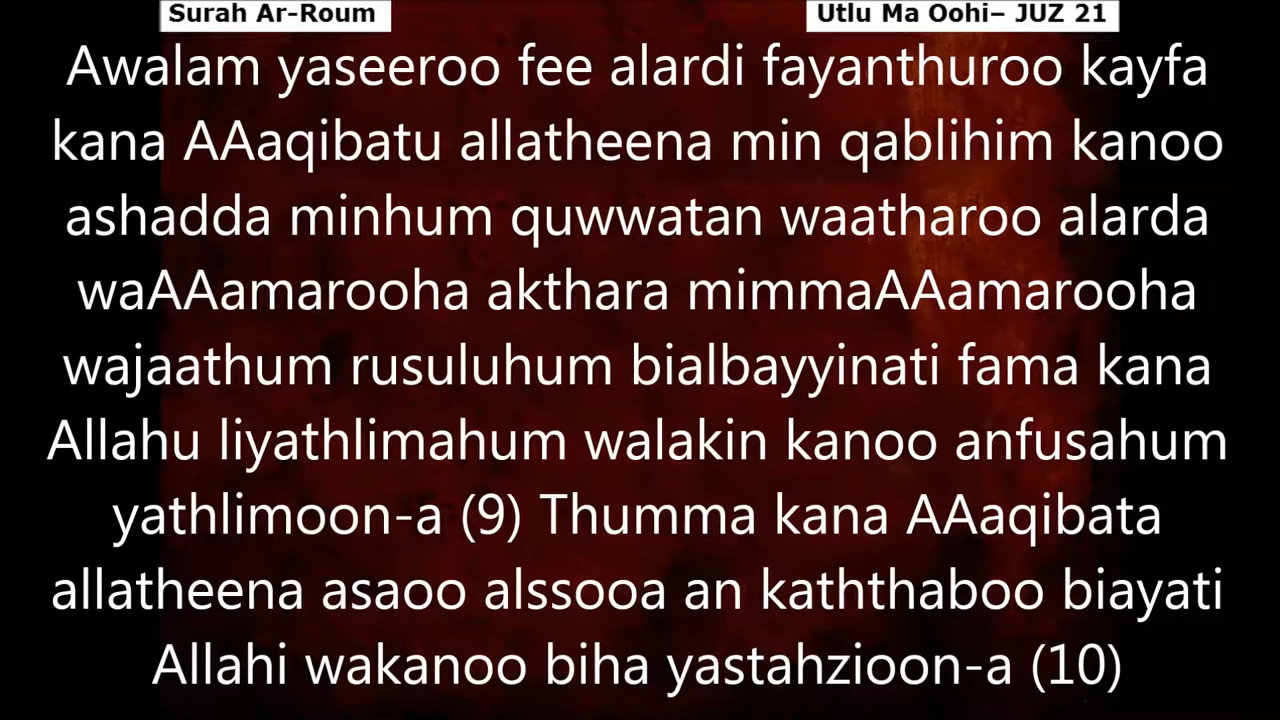 Surah Ar-Roum
Utlu Ma Oohi– JUZ 21
Awalam yaseeroo fee alardi fayanthuroo kayfa
kana AAaqibatu allatheena min qablihim kanoo
ashadda minhum quwwatan waatharoo alarda
waAAamarooha akthara mimmaAAamarooha
wajaathum rusuluhum bialbayyinati fama kana
Allahu liyathlimahum walakin kanoo anfusahum
yathlimoon-a (9) Thumma kana AAaqibata
allatheena asaoo alssooa an kaththaboo biayati
Allahi wakanoo biha yastahzioon-a (10)